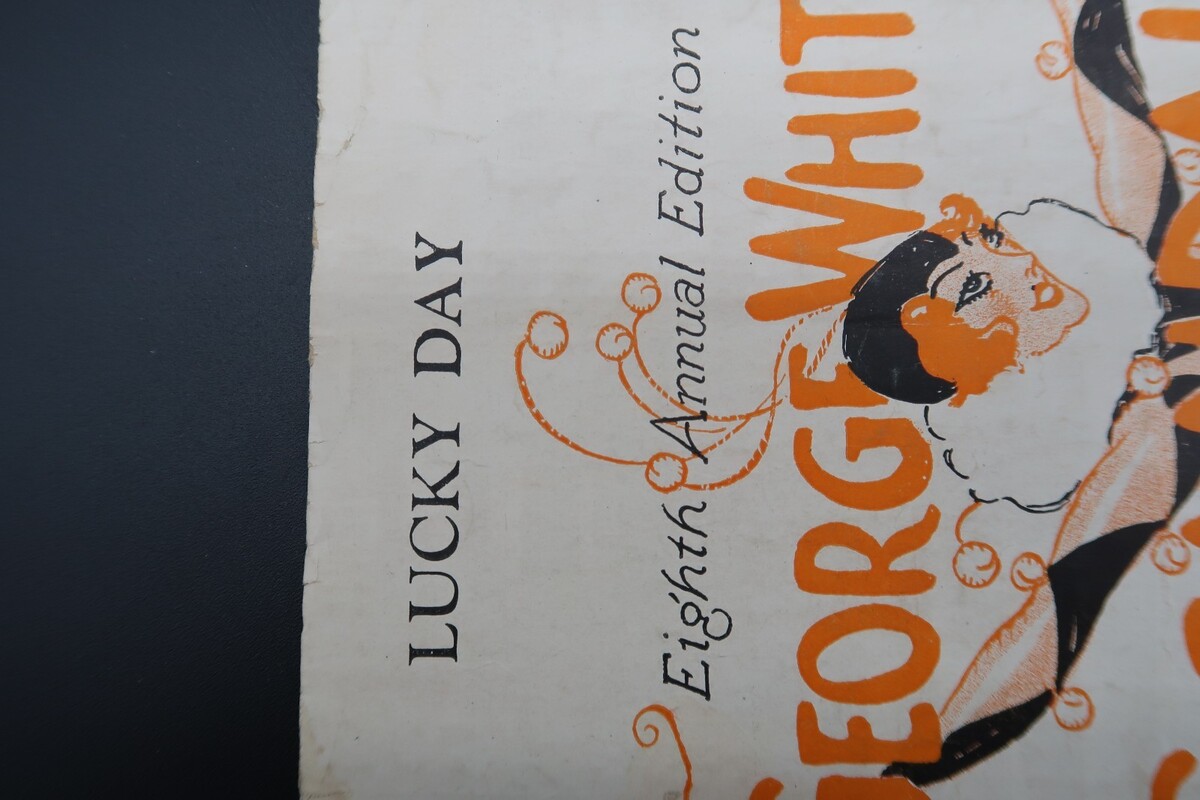 LUCKY DAY
Eighth Annual Edition
GEORGE WHIT